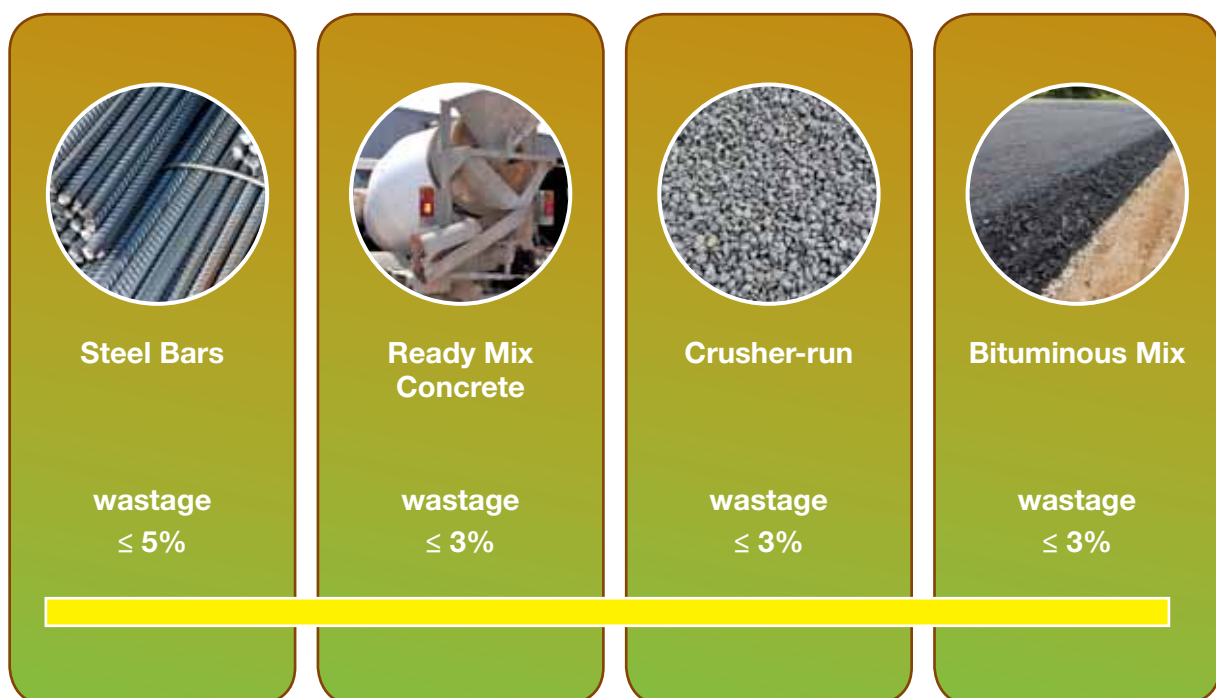 Steel Bars
wastage
≤ 5%
Ready Mix
Concrete
wastage
≤ 3%
Crusher-run
wastage
≤ 3%
Bituminous Mix
wastage
≤ 3%